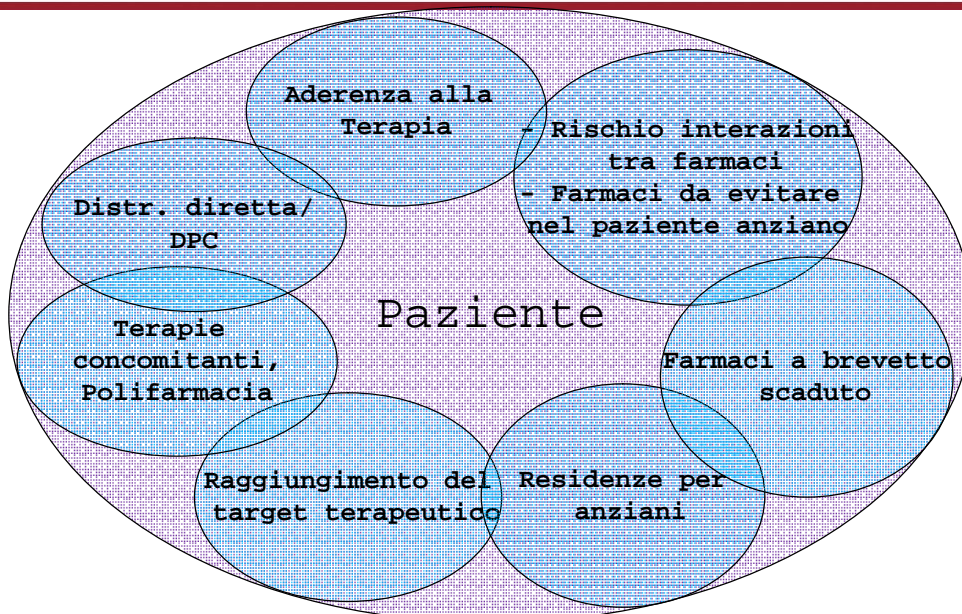 Aderenza alla
Terapia
- Rischio interazioni
tra farmaci
- Farmaci da evitare
nel paziente anziano
Distr. diretta/
DPC
Paziente
Terapie
concomitanti,
Polifarmacia
Farmaci a brevetto
scaduto
Raggiungimento del
target terapeutico
Residenze per
anziani